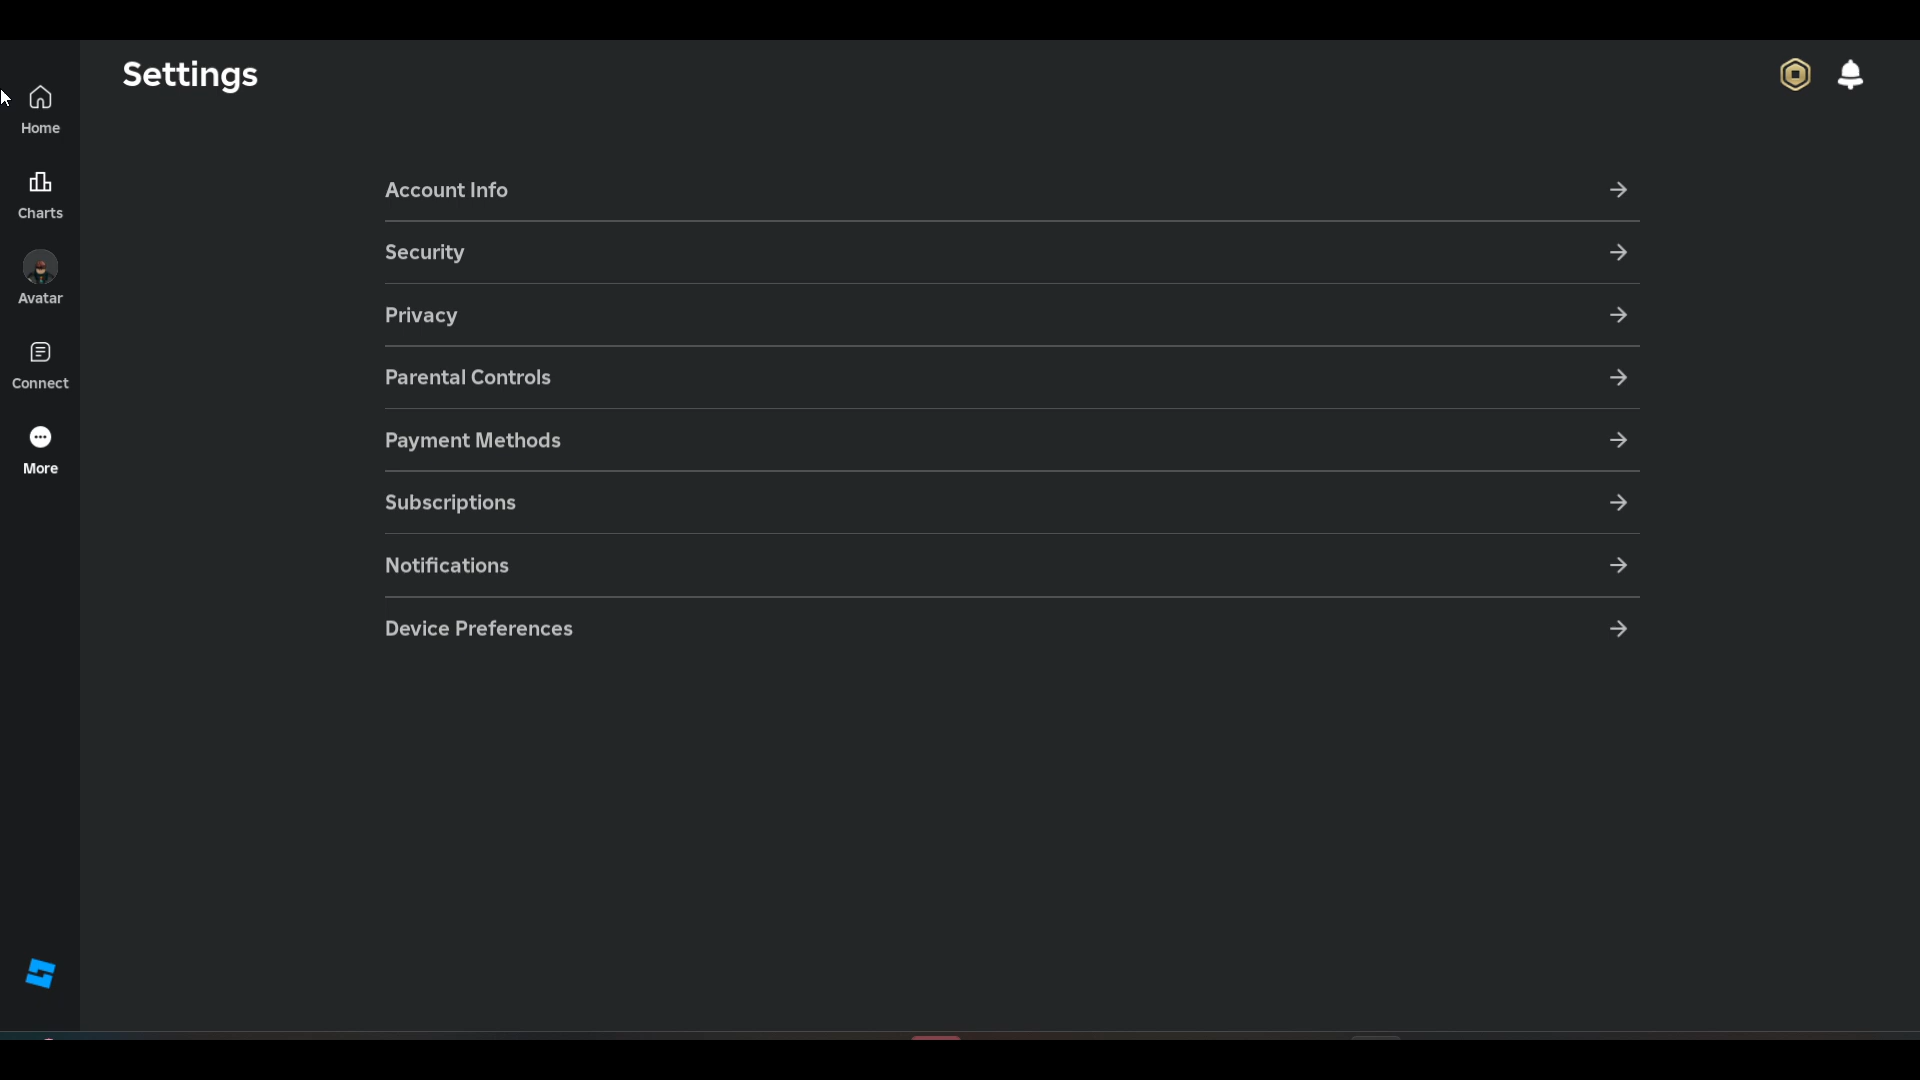 Settings
Home
Charts
Avatar
Connect
More
Account Info
Security
Privacy
Parental Controls
Payment Methods
Subscriptions
Notifications
Device Preferences